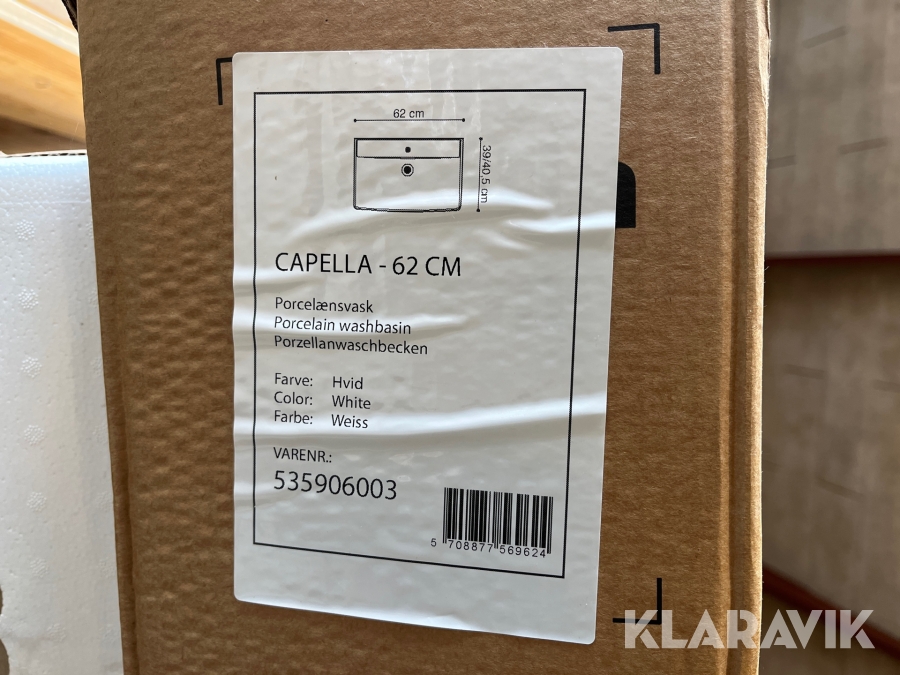 62 cm
39/40,5 cm
CAPELLA - 62 CM
Porcelænsvask
Porcelain washbasin
Porzellanwaschbecken
Farve: Hvid
Color: White
Farbe: Weiss
VARENR.:
535906003
5 708877 569624
KLARAVIK